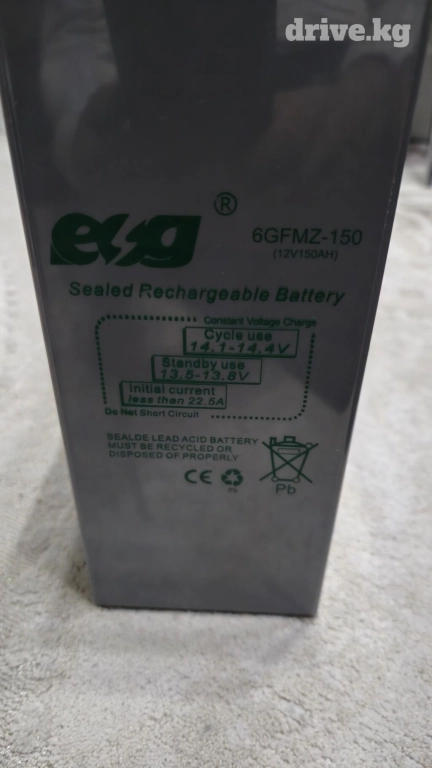 drive.kg
esg ®
6GFMZ-150
(12V150AH)
Sealed Rechargeable Battery
Constant Voltage Charge
Cycle use
14.1-14.4V
Standby use
13.5-13.8V
Initial current
less than 22.5A
Do Not Short Circuit
SEALDE LEAD ACID BATTERY
MUST BE RECYCLED OR
DISPOSED OF PROPERLY
CE
Pb
Pb